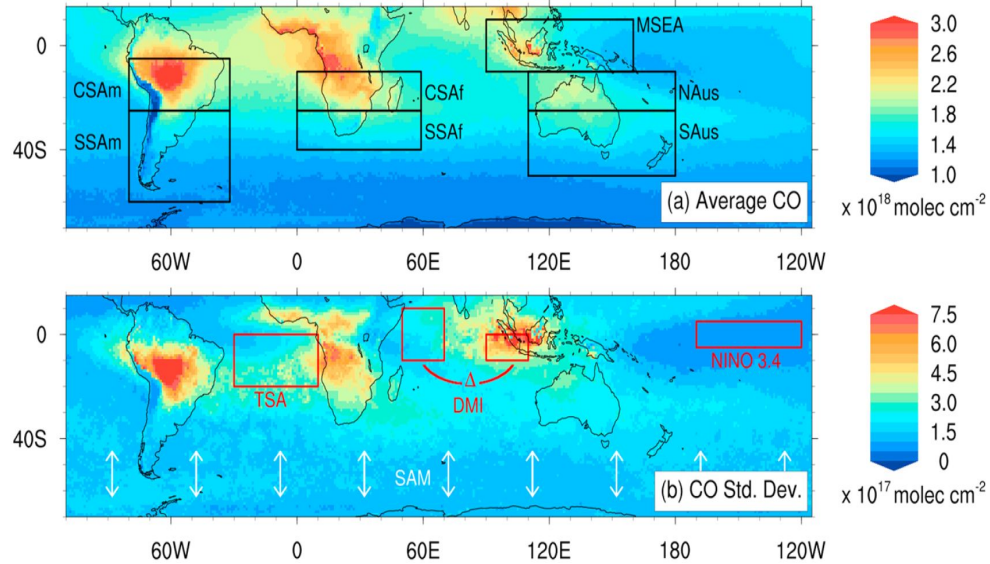 0
40S
CSAm
SSAm
CSAf
SSAf
MSEA
NAus
SAus
(a) Average CO
60W 0 60E 120E 180 120W
3.0
2.6
2.2
1.8
1.4
1.0
x 10¹⁸ molec cm⁻²
0
40S
TSA
Δ
DMI
NINO 3.4
SAM
(b) CO Std. Dev.
60W 0 60E 120E 180 120W
7.5
6.0
4.5
3.0
1.5
0
x 10¹⁷ molec cm⁻²